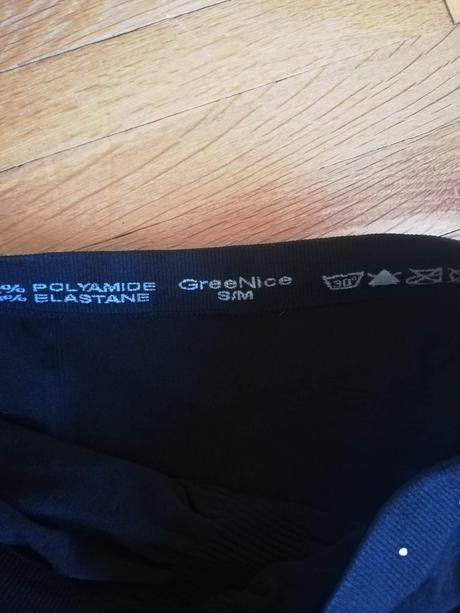 % POLYAMIDE
% ELASTANE
GreeNice
S/M
30°